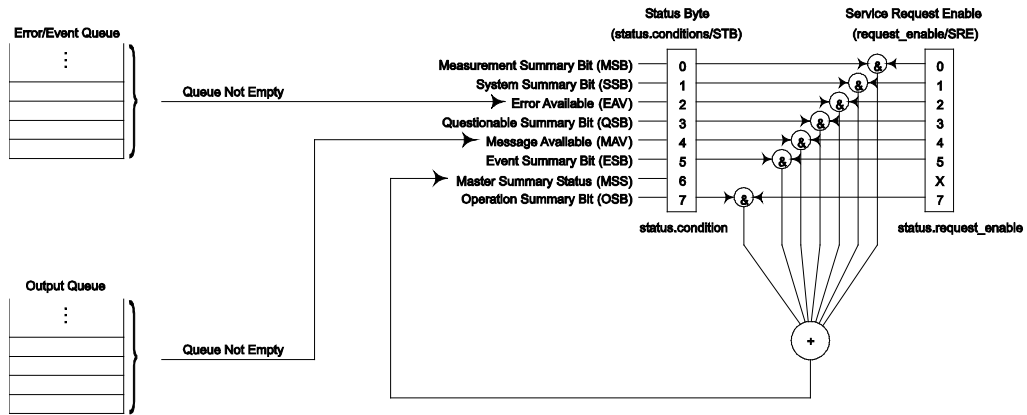 Status Byte
(status.conditions/STB)
Service Request Enable
(request_enable/SRE)
Error/Event Queue
⋮
Queue Not Empty
Measurement Summary Bit (MSB) 0 & 0
System Summary Bit (SSB) 1 & 1
Error Available (EAV) 2 & 2
Questionable Summary Bit (QSB) 3 & 3
Message Available (MAV) 4 & 4
Event Summary Bit (ESB) 5 & 5
Master Summary Status (MSS) 6 X
Operation Summary Bit (OSB) 7 & 7
status.condition
status.request_enable
Output Queue
⋮
Queue Not Empty
+